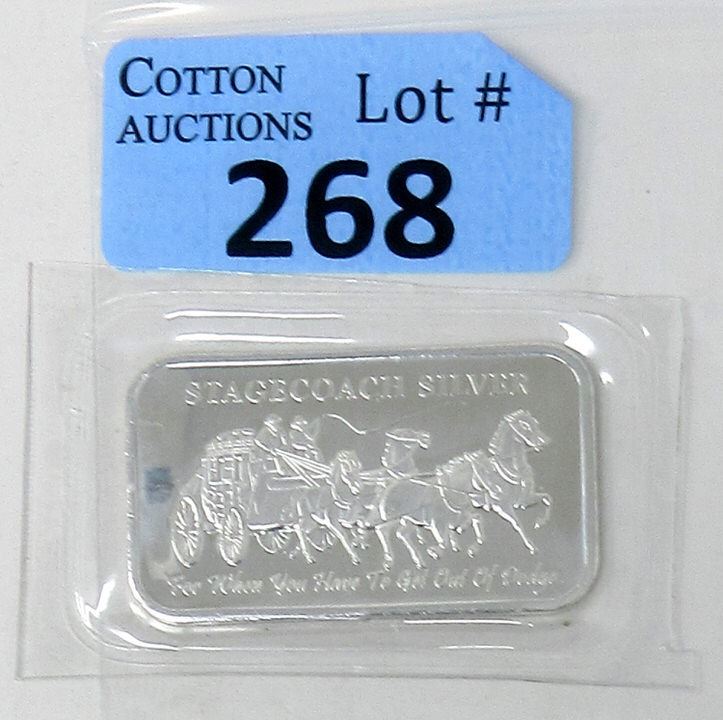 COTTON
AUCTIONS
Lot #
268
STAGECOACH SILVER
For When You Have To Get Out Of Dodge